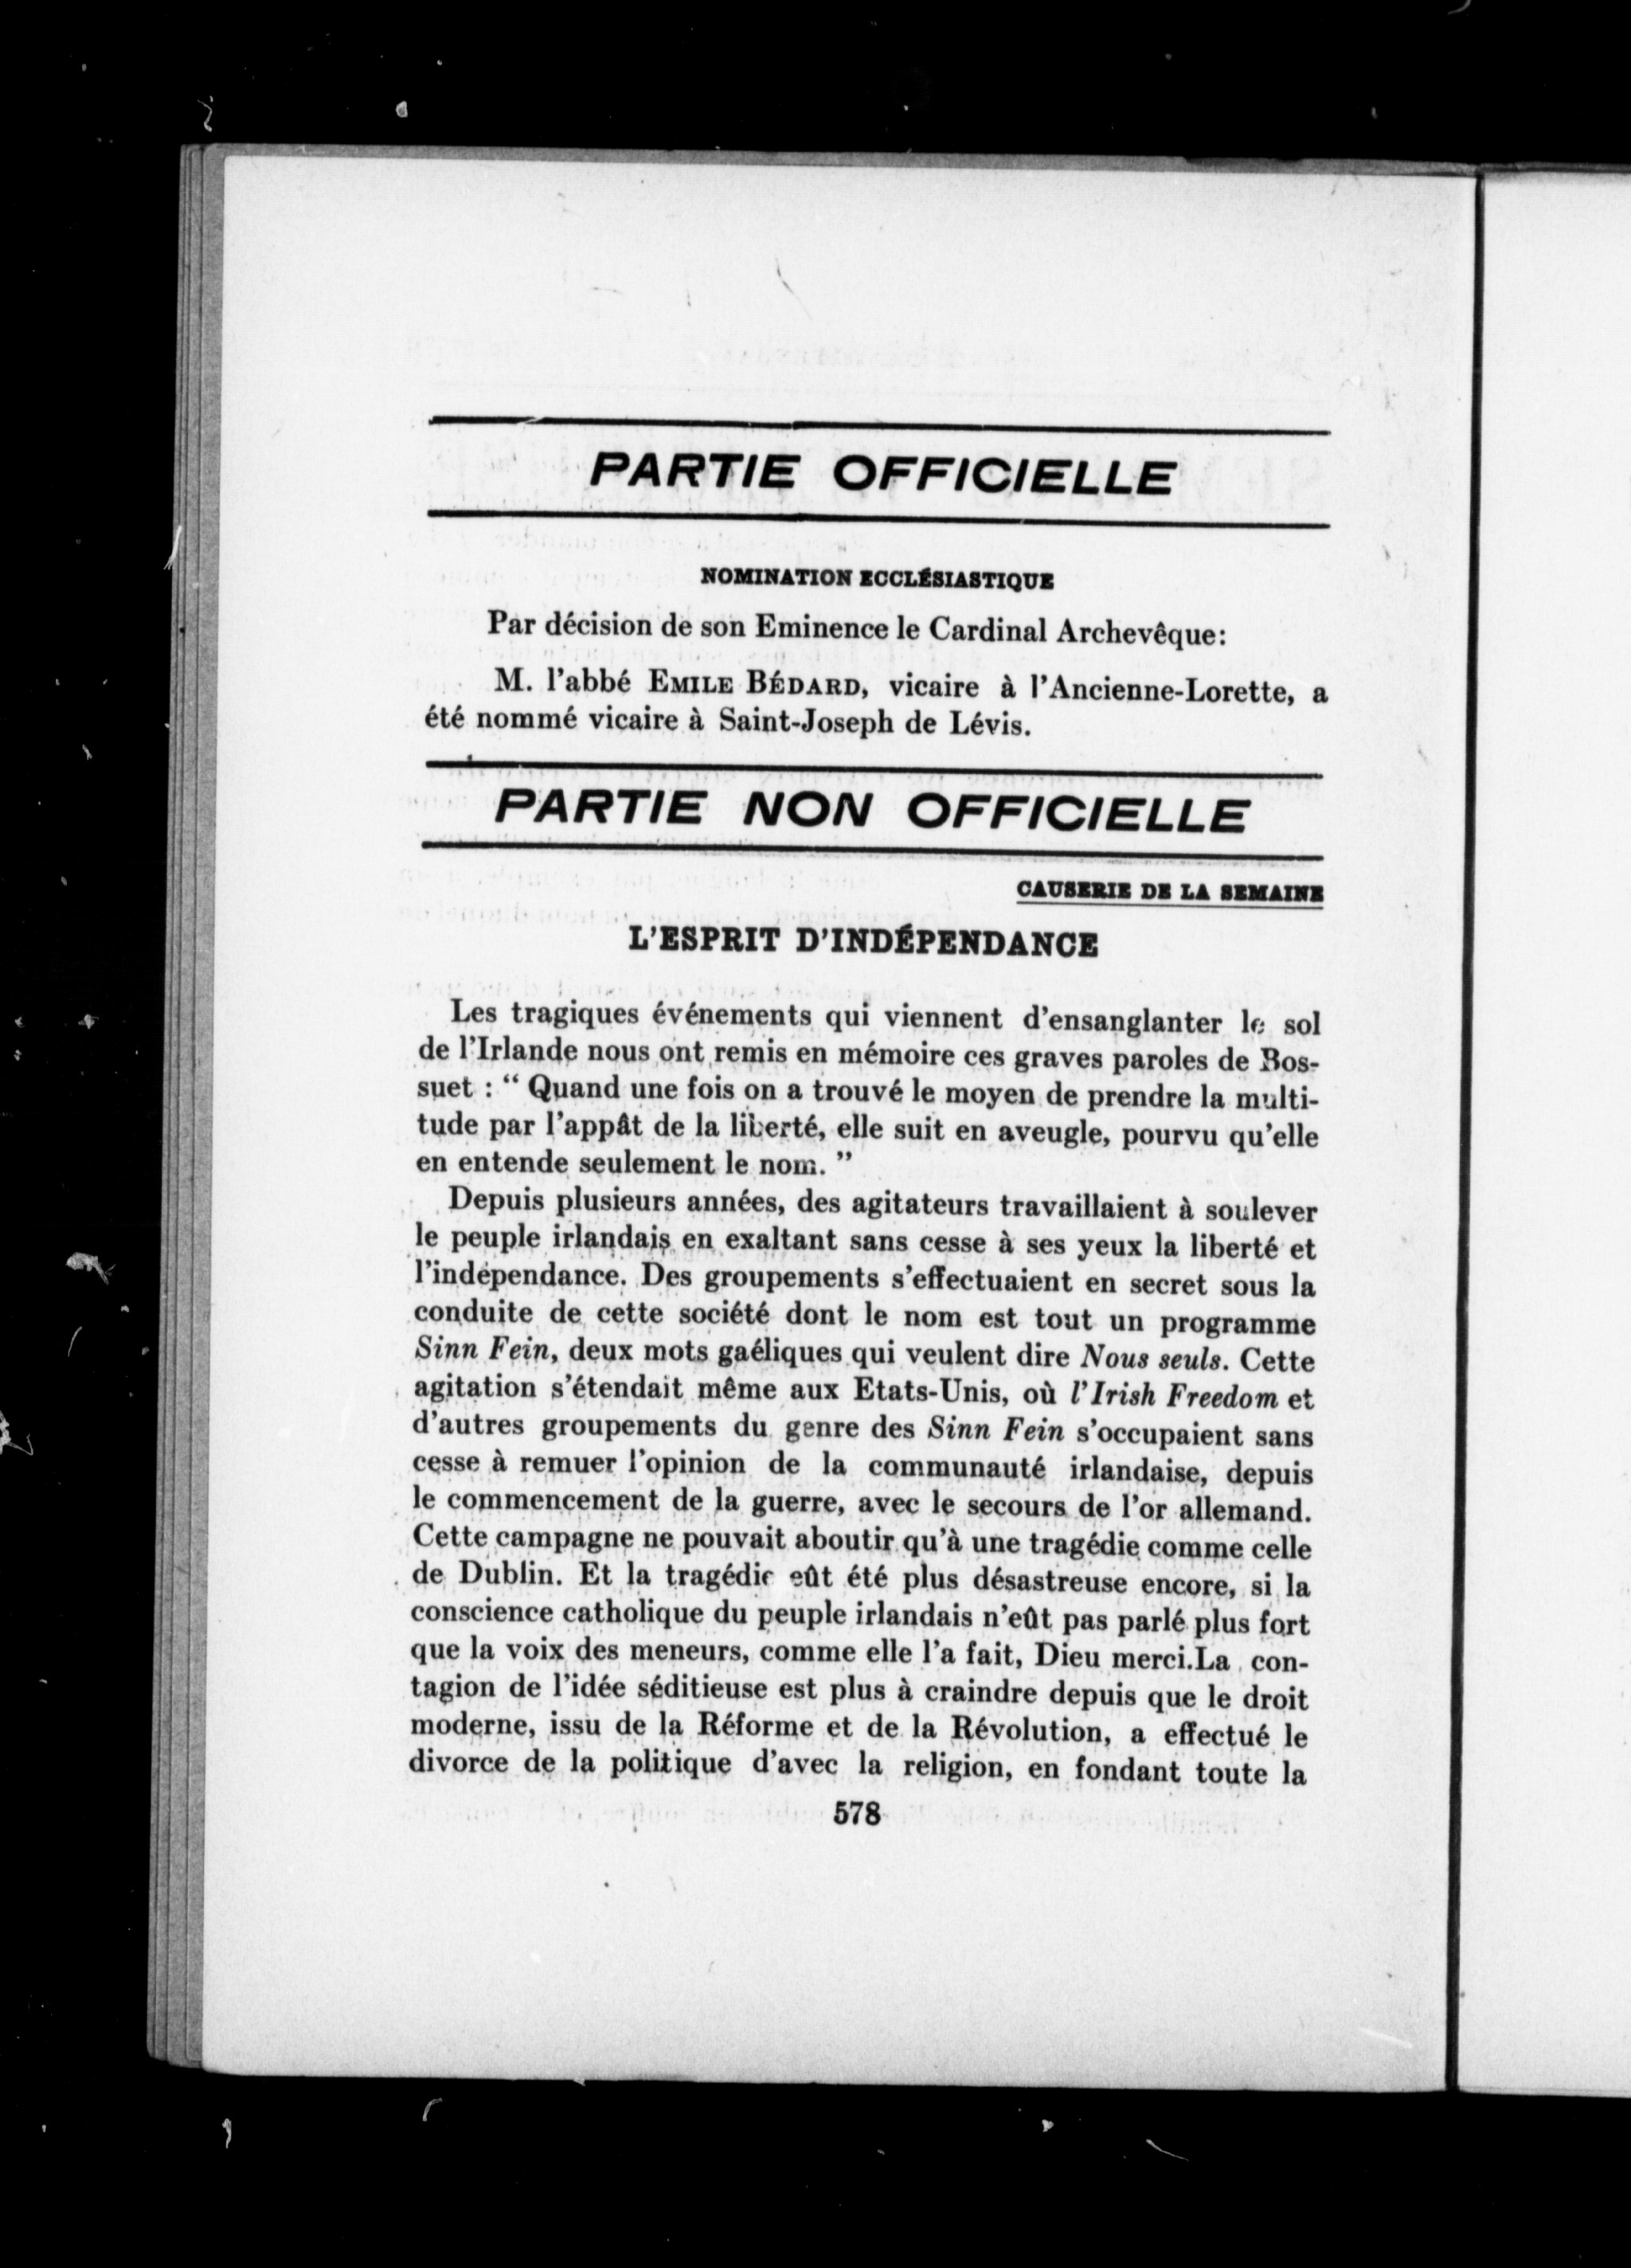 PARTIE OFFICIELLE
NOMINATION ECCLÉSIASTIQUE
Par décision de son Eminence le Cardinal Archevêque:
M. l'abbé EMILE BÉDARD, vicaire à l'Ancienne-Lorette, a
été nommé vicaire à Saint-Joseph de Lévis.
PARTIE NON OFFICIELLE
CAUSERIE DE LA SEMAINE
L'ESPRIT D'INDÉPENDANCE
Les tragiques événements qui viennent d'ensanglanter le sol
de l'Irlande nous ont remis en mémoire ces graves paroles de Bos-
suet : “ Quand une fois on a trouvé le moyen de prendre la multi-
tude par l'appât de la liberté, elle suit en aveugle, pourvu qu'elle
en entende seulement le nom. ”
Depuis plusieurs années, des agitateurs travaillaient à soulever
le peuple irlandais en exaltant sans cesse à ses yeux la liberté et
l'indépendance. Des groupements s'effectuaient en secret sous la
conduite de cette société dont le nom est tout un programme
Sinn Fein, deux mots gaéliques qui veulent dire Nous seuls. Cette
agitation s'étendait même aux Etats-Unis, où l'Irish Freedom et
d'autres groupements du genre des Sinn Fein s'occupaient sans
cesse à remuer l'opinion de la communauté irlandaise, depuis
le commencement de la guerre, avec le secours de l'or allemand.
Cette campagne ne pouvait aboutir qu'à une tragédie comme celle
de Dublin. Et la tragédie eût été plus désastreuse encore, si la
conscience catholique du peuple irlandais n'eût pas parlé plus fort
que la voix des meneurs, comme elle l'a fait, Dieu merci.La con-
tagion de l'idée séditieuse est plus à craindre depuis que le droit
moderne, issu de la Réforme et de la Révolution, a effectué le
divorce de la politique d'avec la religion, en fondant toute la
578